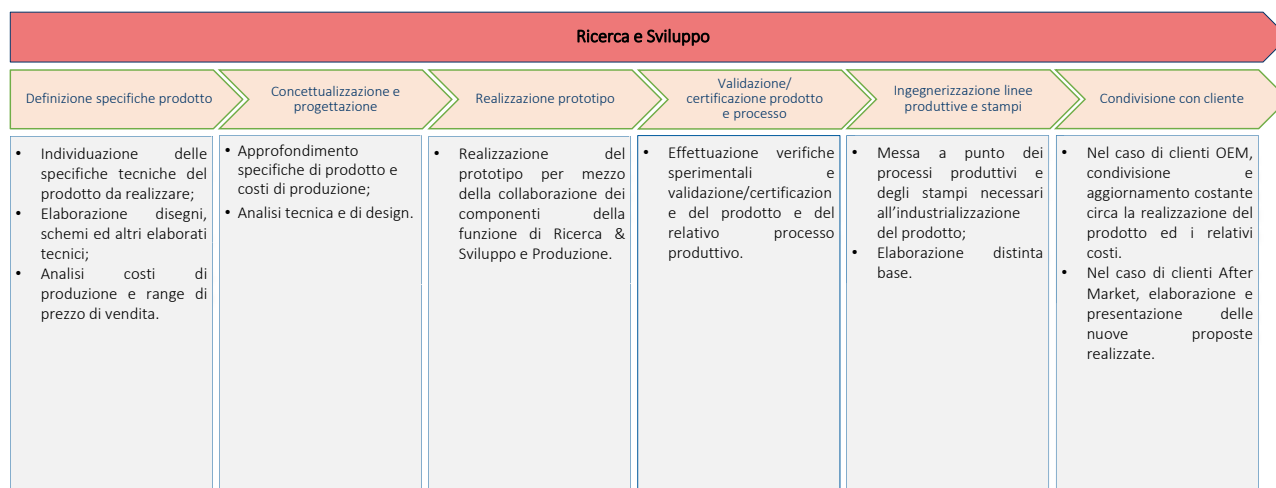 Ricerca e Sviluppo
Definizione specifiche prodotto
Concettualizzazione e
progettazione
Realizzazione prototipo
Validazione/
certificazione prodotto
e processo
Ingegnerizzazione linee
produttive e stampi
Condivisione con cliente
• Individuazione delle
specifiche tecniche del
prodotto da realizzare;
• Elaborazione disegni,
schemi ed altri elaborati
tecnici;
• Analisi costi di
produzione e range di
prezzo di vendita.
• Approfondimento
specifiche di prodotto e
costi di produzione;
• Analisi tecnica e di design.
• Realizzazione del
prototipo per mezzo
della collaborazione dei
componenti della
funzione di Ricerca &
Sviluppo e Produzione.
• Effettuazione verifiche
sperimentali e
validazione/certificazion
e del prodotto e del
relativo processo
produttivo.
• Messa a punto dei
processi produttivi e
degli stampi necessari
all’industrializzazione
del prodotto;
• Elaborazione distinta
base.
• Nel caso di clienti OEM,
condivisione e
aggiornamento costante
circa la realizzazione del
prodotto ed i relativi
costi.
• Nel caso di clienti After
Market, elaborazione e
presentazione delle
nuove proposte
realizzate.